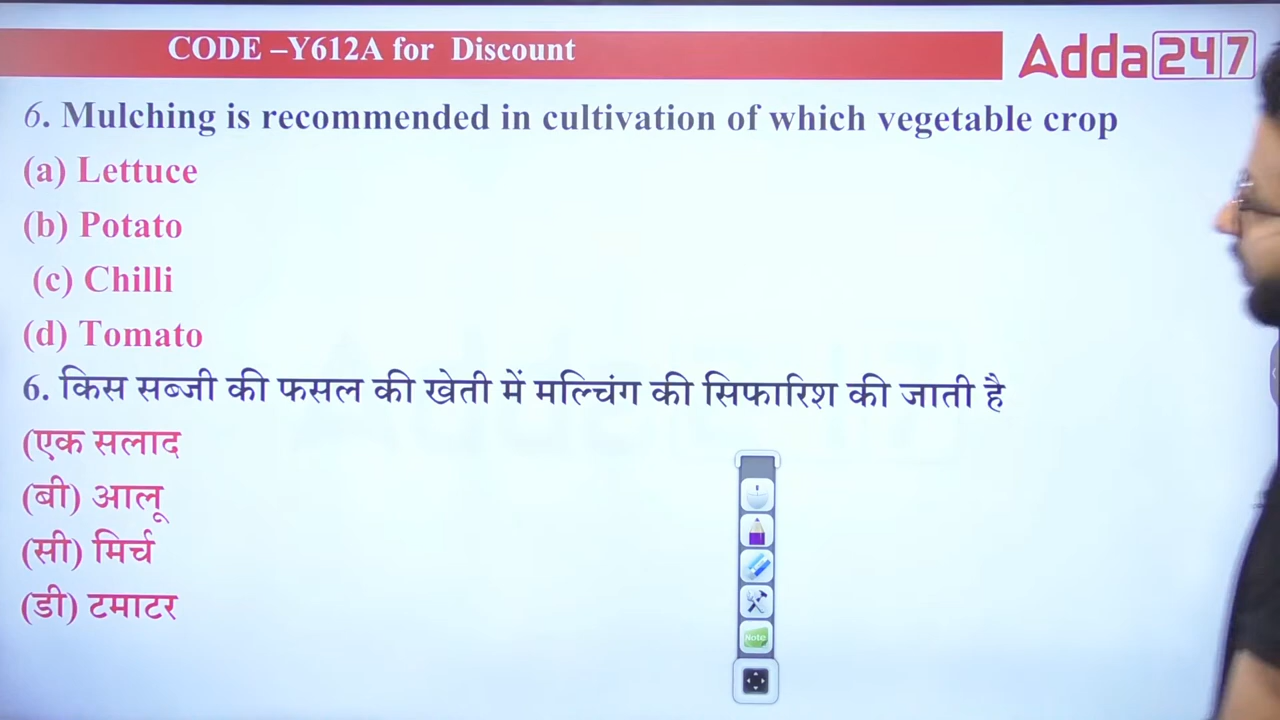 CODE –Y612A for Discount
Adda247
6. Mulching is recommended in cultivation of which vegetable crop
(a) Lettuce
(b) Potato
(c) Chilli
(d) Tomato
6. किस सब्जी की फसल की खेती में मल्चिंग की सिफारिश की जाती है
(एक सलाद
(बी) आलू
(सी) मिर्च
(डी) टमाटर
Note